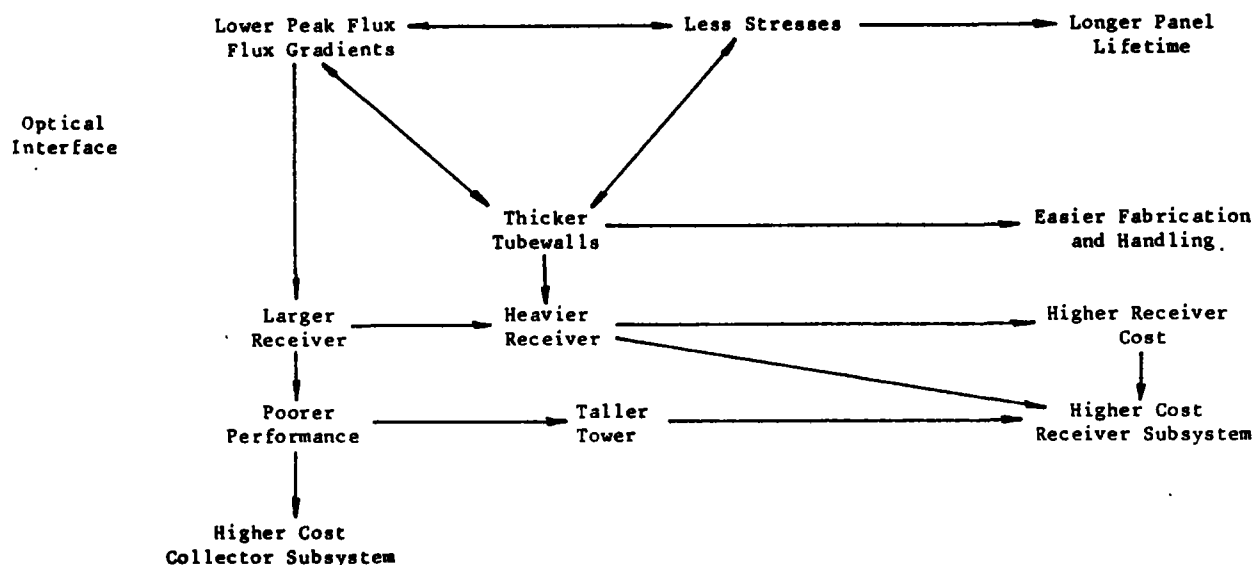 Lower Peak Flux
Flux Gradients
Less Stresses
Longer Panel
Lifetime
Optical
Interface
Thicker
Tubewalls
Easier Fabrication
and Handling.
Larger
Receiver
Heavier
Receiver
Higher Receiver
Cost
Poorer
Performance
Taller
Tower
Higher Cost
Receiver Subsystem
Higher Cost
Collector Subsystem